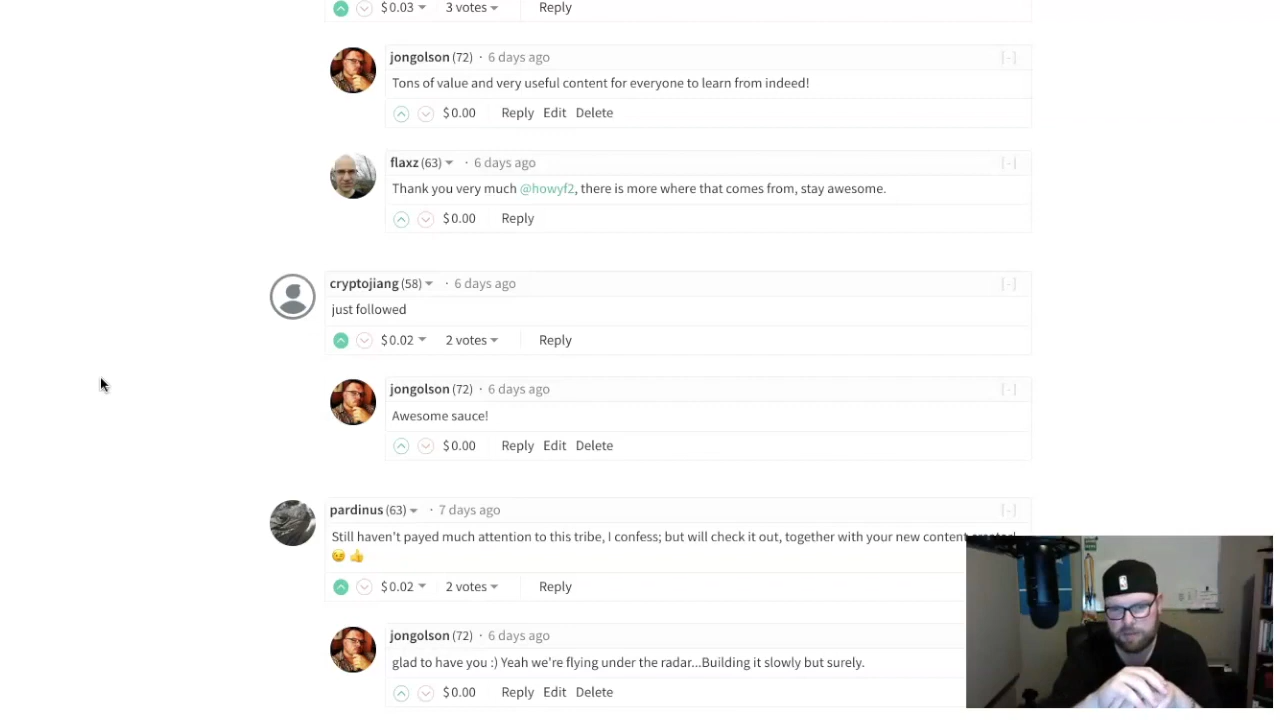 $0.03 3 votes Reply
jongolson (72) · 6 days ago [-]
Tons of value and very useful content for everyone to learn from indeed!
$0.00 Reply Edit Delete
flaxz (63) · 6 days ago [-]
Thank you very much @howyf2, there is more where that comes from, stay awesome.
$0.00 Reply
cryptojiang (58) · 6 days ago [-]
just followed
$0.02 2 votes Reply
jongolson (72) · 6 days ago [-]
Awesome sauce!
$0.00 Reply Edit Delete
pardinus (63) · 7 days ago [-]
Still haven't payed much attention to this tribe, I confess; but will check it out, together with your new content
😉 👍
$0.02 2 votes Reply
jongolson (72) · 6 days ago
glad to have you :) Yeah we're flying under the radar...Building it slowly but surely.
$0.00 Reply Edit Delete